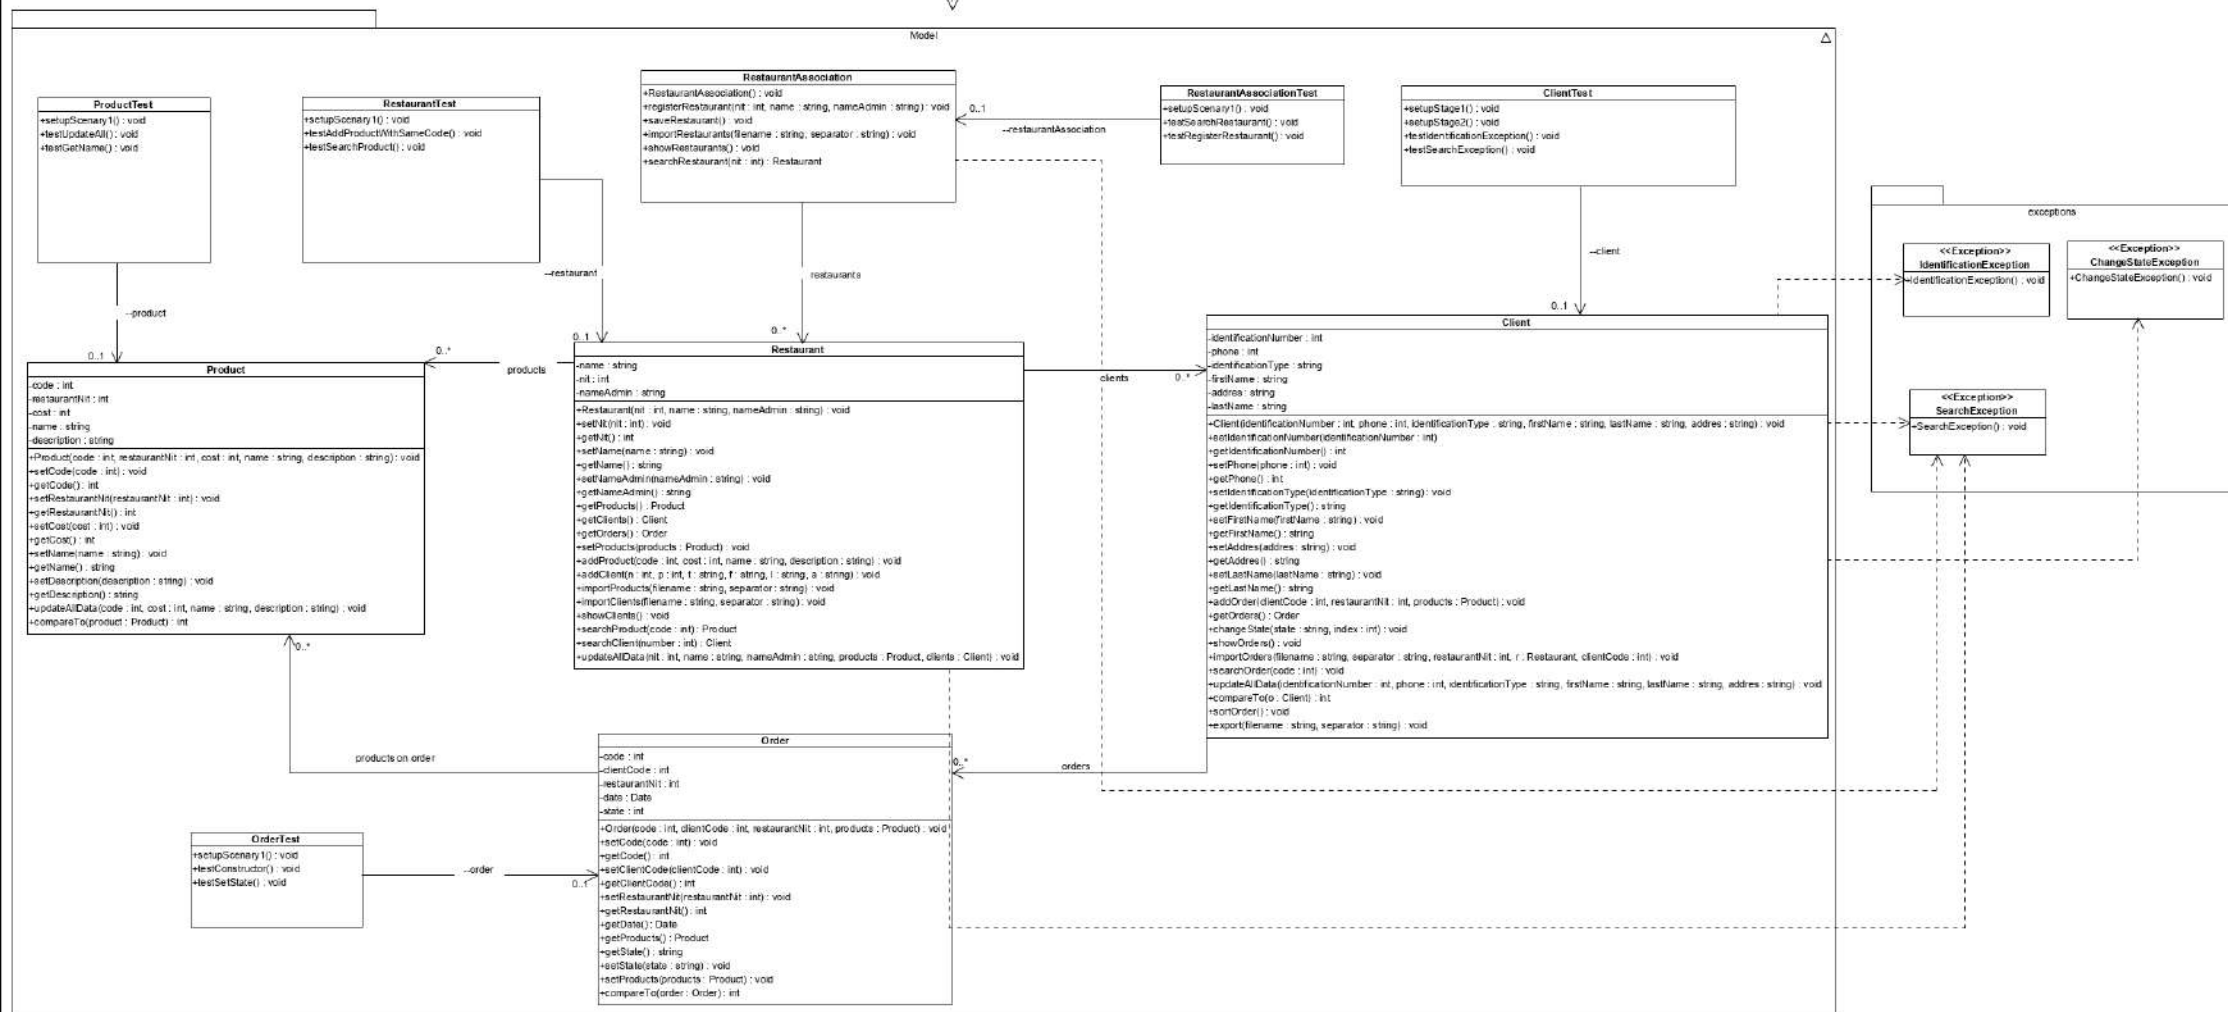 Model
ProductTest
+setupScenary1() : void
+testUpdateAll() : void
+testGetName() : void
RestaurantTest
+setupScenary1() : void
+testAddProductWithSameCode() : void
+testSearchProduct() : void
RestaurantAssociation
+RestaurantAssociation() : void
+registerRestaurant(nit : int, name : string, nameAdmin : string) : void
+saveRestaurant() : void
+importRestaurants(filename : string, separator : string) : void
+showRestaurants() : void
+searchRestaurant(nit : int) : Restaurant
0..1
--restaurantAssociation
RestaurantAssociationTest
+setupScenary1() : void
+testSearchRestaurant() : void
+testRegisterRestaurant() : void
ClientTest
+setupStage1() : void
+setupStage2() : void
+testIdentificationException() : void
+testSearchException() : void
exceptions
<<Exception>>
IdentificationException
+IdentificationException() : void
<<Exception>>
ChangeStateException
+ChangeStateException() : void
<<Exception>>
SearchException
+SearchException() : void
--product
0..1
--restaurant
0..1
restaurants
0..*
--client
0..1
products
0..*
clients
0..*
Product
-code : int
-restaurantNit : int
-cost : int
-name : string
-description : string
+Product(code : int, restaurantNit : int, cost : int, name : string, description : string) : void
+setCode(code : int) : void
+getCode() : int
+setRestaurantNit(restaurantNit : int) : void
+getRestaurantNit() : int
+setCost(cost : int) : void
+getCost() : int
+setName(name : string) : void
+getName() : string
+setDescription(description : string) : void
+getDescription() : string
+updateAllData(code : int, cost : int, name : string, description : string) : void
+compareTo(product : Product) : int
Restaurant
-name : string
-nit : int
-nameAdmin : string
+Restaurant(nit : int, name : string, nameAdmin : string) : void
+setNit(nit : int) : void
+getNit() : int
+setName(name : string) : void
+getName() : string
+setNameAdmin(nameAdmin : string) : void
+getNameAdmin() : string
+getProducts() : Product
+getClients() : Client
+getOrders() : Order
+setProducts(products : Product) : void
+addProduct(code : int, cost : int, name : string, description : string) : void
+addClient(n : int, p : int, t : string, f : string, l : string, a : string) : void
+importProducts(filename : string, separator : string) : void
+importClients(filename : string, separator : string) : void
+showClients() : void
+searchProduct(code : int) : Product
+searchClient(number : int) : Client
+updateAllData(nit : int, name : string, nameAdmin : string, products : Product, clients : Client) : void
Client
-identificationNumber : int
-phone : int
-identificationType : string
-firstName : string
-addres : string
-lastName : string
+Client(identificationNumber : int, phone : int, identificationType : string, firstName : string, lastName : string, addres : string) : void
+setIdentificationNumber(identificationNumber : int)
+getIdentificationNumber() : int
+setPhone(phone : int) : void
+getPhone() : int
+setIdentificationType(identificationType : string) : void
+getIdentificationType() : string
+setFirstName(firstName : string) : void
+getFirstName() : string
+setAddres(addres : string) : void
+getAddres() : string
+setLastName(lastName : string) : void
+getLastName() : string
+addOrder(clientCode : int, restaurantNit : int, products : Product) : void
+getOrders() : Order
+changeState(state : string, index : int) : void
+showOrders() : void
+importOrders(filename : string, separator : string, restaurantNit : int, r : Restaurant, clientCode : int) : void
+searchOrder(code : int) : void
+updateAllData(identificationNumber : int, phone : int, identificationType : string, firstName : string, lastName : string, addres : string) : void
+compareTo(o : Client) : int
+sortOrder() : void
+export(filename : string, separator : string) : void
0..*
products on order
orders
0..*
Order
-code : int
-clientCode : int
-restaurantNit : int
-date : Date
-state : int
+Order(code : int, clientCode : int, restaurantNit : int, products : Product) : void
+setCode(code : int) : void
+getCode() : int
+setClientCode(clientCode : int) : void
+getClientCode() : int
+setRestaurantNit(restaurantNit : int) : void
+getRestaurantNit() : int
+getDate() : Date
+getProducts() : Product
+getState() : string
+setState(state : string) : void
+setProducts(products : Product) : void
+compareTo(order : Order) : int
OrderTest
+setupScenary1() : void
+testConstructor() : void
+testSetState() : void
--order
0..1